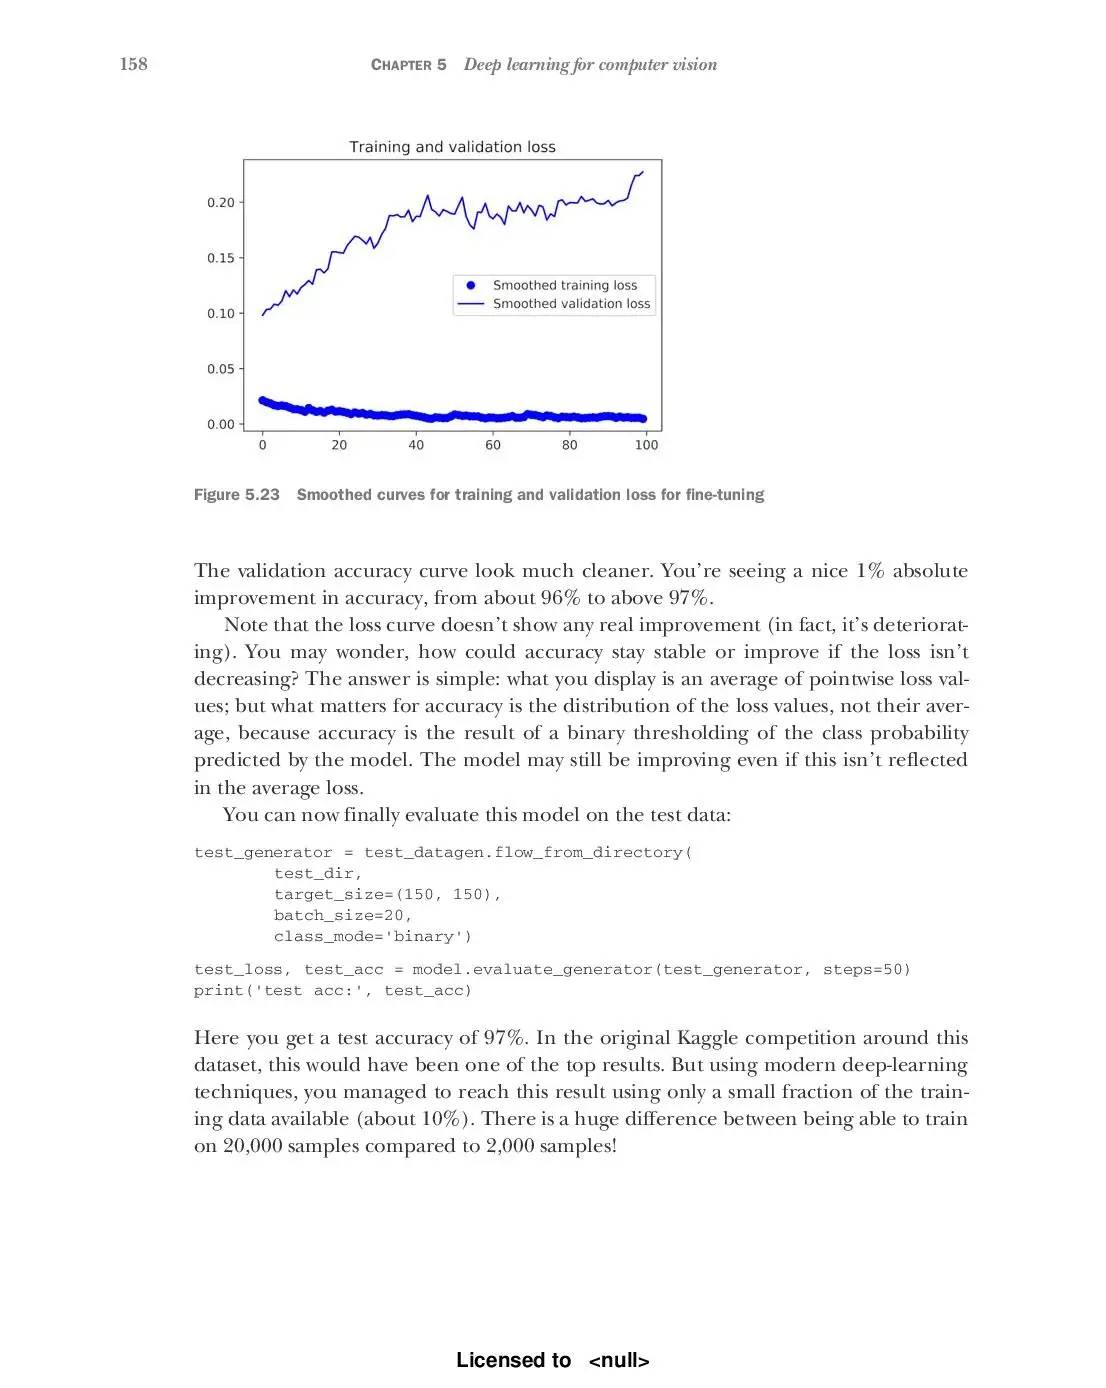 158
CHAPTER 5 Deep learning for computer vision
Training and validation loss
0.20
0.15
0.10
0.05
0.00
Smoothed training loss
Smoothed validation loss
0 20 40 60 80 100
Figure 5.23 Smoothed curves for training and validation loss for fine-tuning
The validation accuracy curve look much cleaner. You're seeing a nice 1% absolute
improvement in accuracy, from about 96% to above 97%.
Note that the loss curve doesn't show any real improvement (in fact, it's deteriorat-
ing). You may wonder, how could accuracy stay stable or improve if the loss isn't
decreasing? The answer is simple: what you display is an average of pointwise loss val-
ues; but what matters for accuracy is the distribution of the loss values, not their aver-
age, because accuracy is the result of a binary thresholding of the class probability
predicted by the model. The model may still be improving even if this isn't reflected
in the average loss.
You can now finally evaluate this model on the test data:
test_generator = test_datagen.flow_from_directory(
test_dir,
target_size=(150, 150),
batch_size=20,
class_mode='binary')
test_loss, test_acc = model.evaluate_generator(test_generator, steps=50)
print('test acc:', test_acc)
Here you get a test accuracy of 97%. In the original Kaggle competition around this
dataset, this would have been one of the top results. But using modern deep-learning
techniques, you managed to reach this result using only a small fraction of the train-
ing data available (about 10%). There is a huge difference between being able to train
on 20,000 samples compared to 2,000 samples!
Licensed to <null>